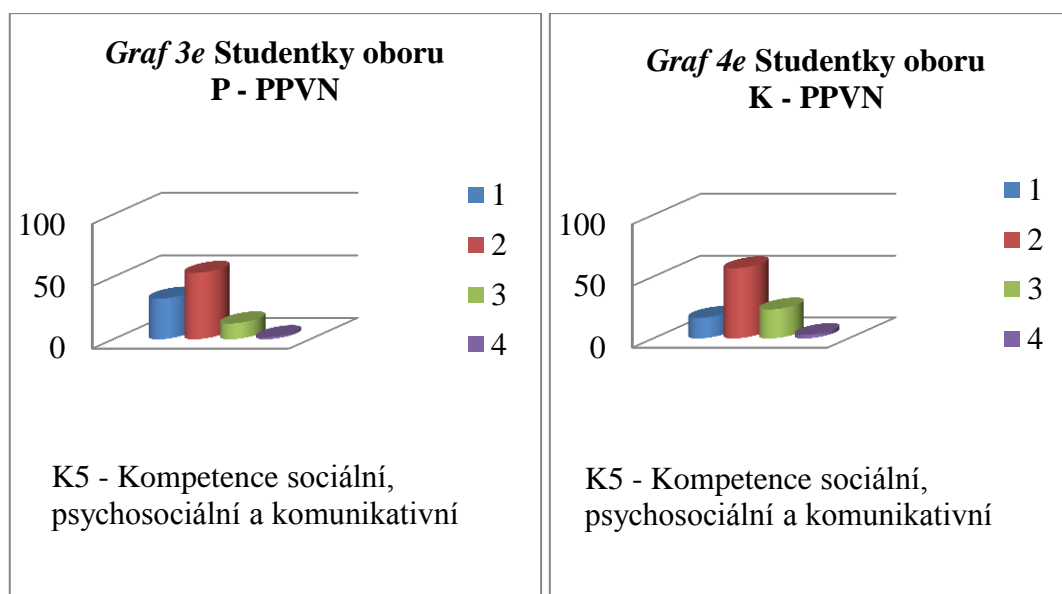 Graf 3e Studentky oboru
P - PPVN
100
50
0
1
2
3
4
K5 - Kompetence sociální,
psychosociální a komunikativní
Graf 4e Studentky oboru
K - PPVN
100
50
0
1
2
3
4
K5 - Kompetence sociální,
psychosociální a komunikativní